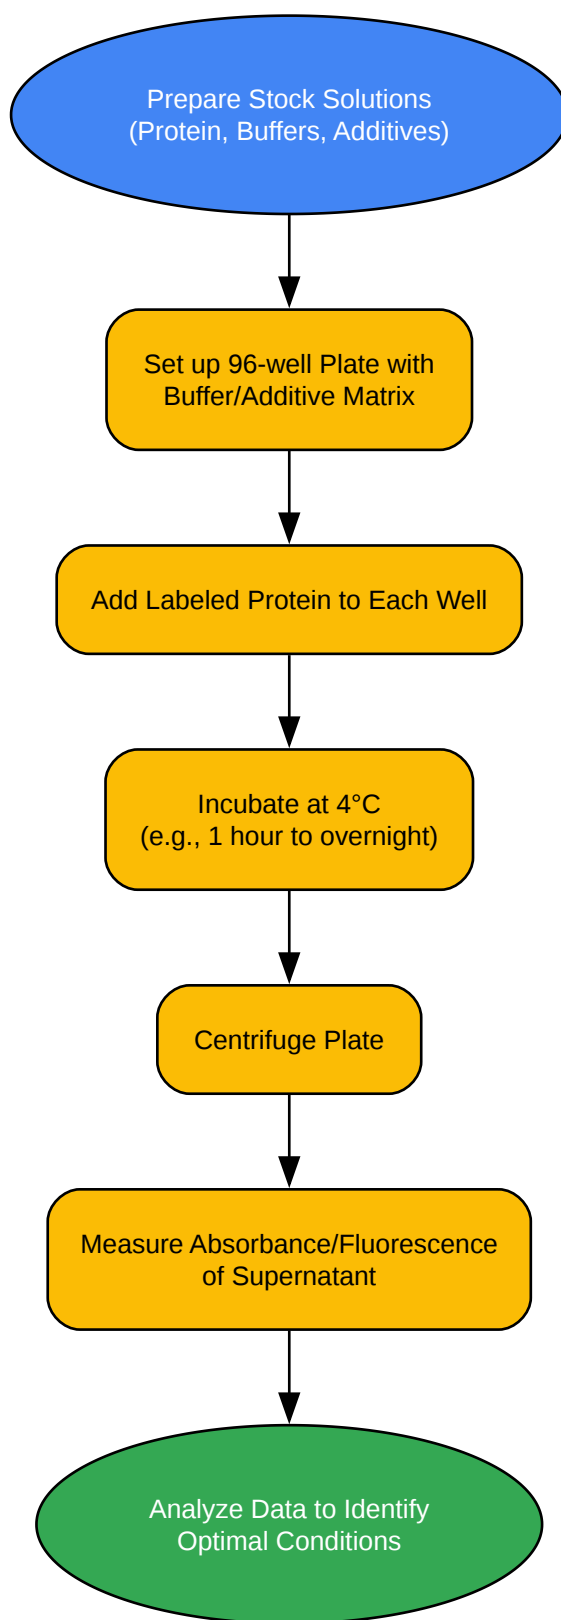 Prepare Stock Solutions
(Protein, Buffers, Additives)
Set up 96-well Plate with
Buffer/Additive Matrix
Add Labeled Protein to Each Well
Incubate at 4°C
(e.g., 1 hour to overnight)
Centrifuge Plate
Measure Absorbance/Fluorescence
of Supernatant
Analyze Data to Identify
Optimal Conditions